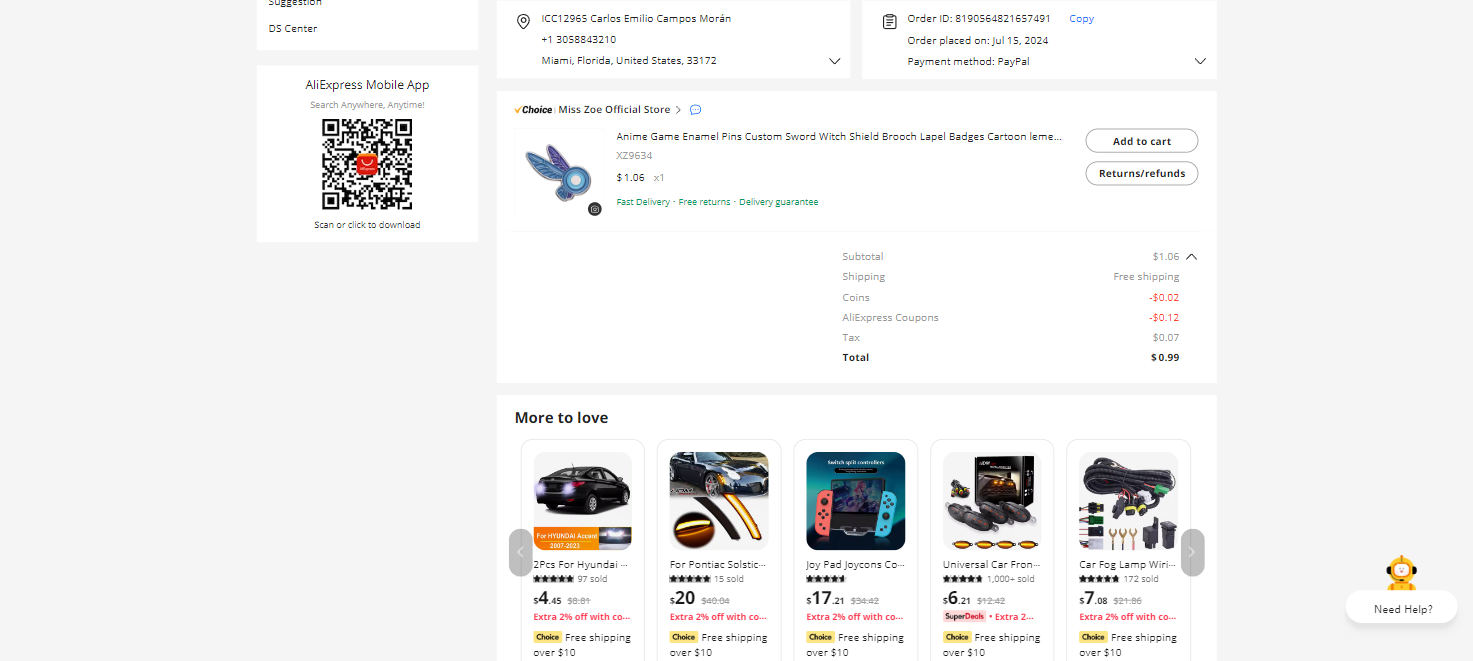 Suggestion
DS Center
AliExpress Mobile App
Search Anywhere, Anytime!
Scan or click to download
ICC12965 Carlos Emilio Campos Morán
+1 3058843210
Miami, Florida, United States, 33172
Order ID: 8190564821657491 Copy
Order placed on: Jul 15, 2024
Payment method: PayPal
Choice Miss Zoe Official Store
Anime Game Enamel Pins Custom Sword Witch Shield Brooch Lapel Badges Cartoon leme...
XZ9634
$1.06 x1
Fast Delivery · Free returns · Delivery guarantee
Add to cart
Returns/refunds
Subtotal $1.06
Shipping Free shipping
Coins -$0.02
AliExpress Coupons -$0.12
Tax $0.07
Total $0.99
More to love
For HYUNDAI Accent
2007-2023
2Pcs For Hyundai ...
97 sold
$4.45 $8.81
Extra 2% off with co...
Choice Free shipping
over $10
For Pontiac Solstic...
15 sold
$20 $40.04
Extra 2% off with co...
Choice Free shipping
over $10
Switch split controllers
Joy Pad Joycons Co...
$17.21 $34.42
Extra 2% off with co...
Choice Free shipping
over $10
Universal Car Fron...
1,000+ sold
$6.21 $12.42
SuperDeals • Extra 2...
Choice Free shipping
over $10
Car Fog Lamp Wiri...
172 sold
$7.08 $21.86
Extra 2% off with co...
Choice Free shipping
over $10
Need Help?